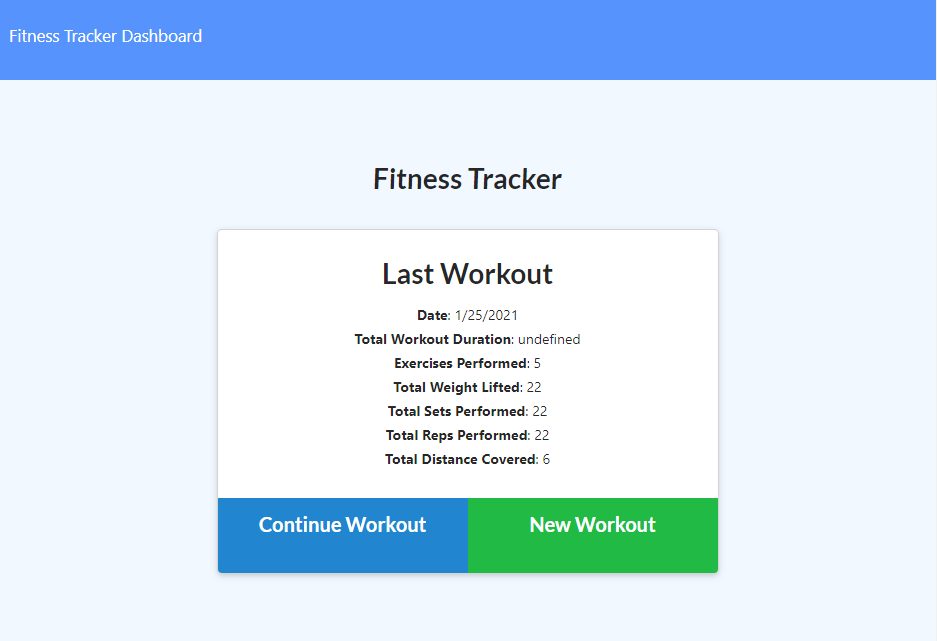 Fitness Tracker Dashboard
Fitness Tracker
Last Workout
Date: 1/25/2021
Total Workout Duration: undefined
Exercises Performed: 5
Total Weight Lifted: 22
Total Sets Performed: 22
Total Reps Performed: 22
Total Distance Covered: 6
Continue Workout
New Workout